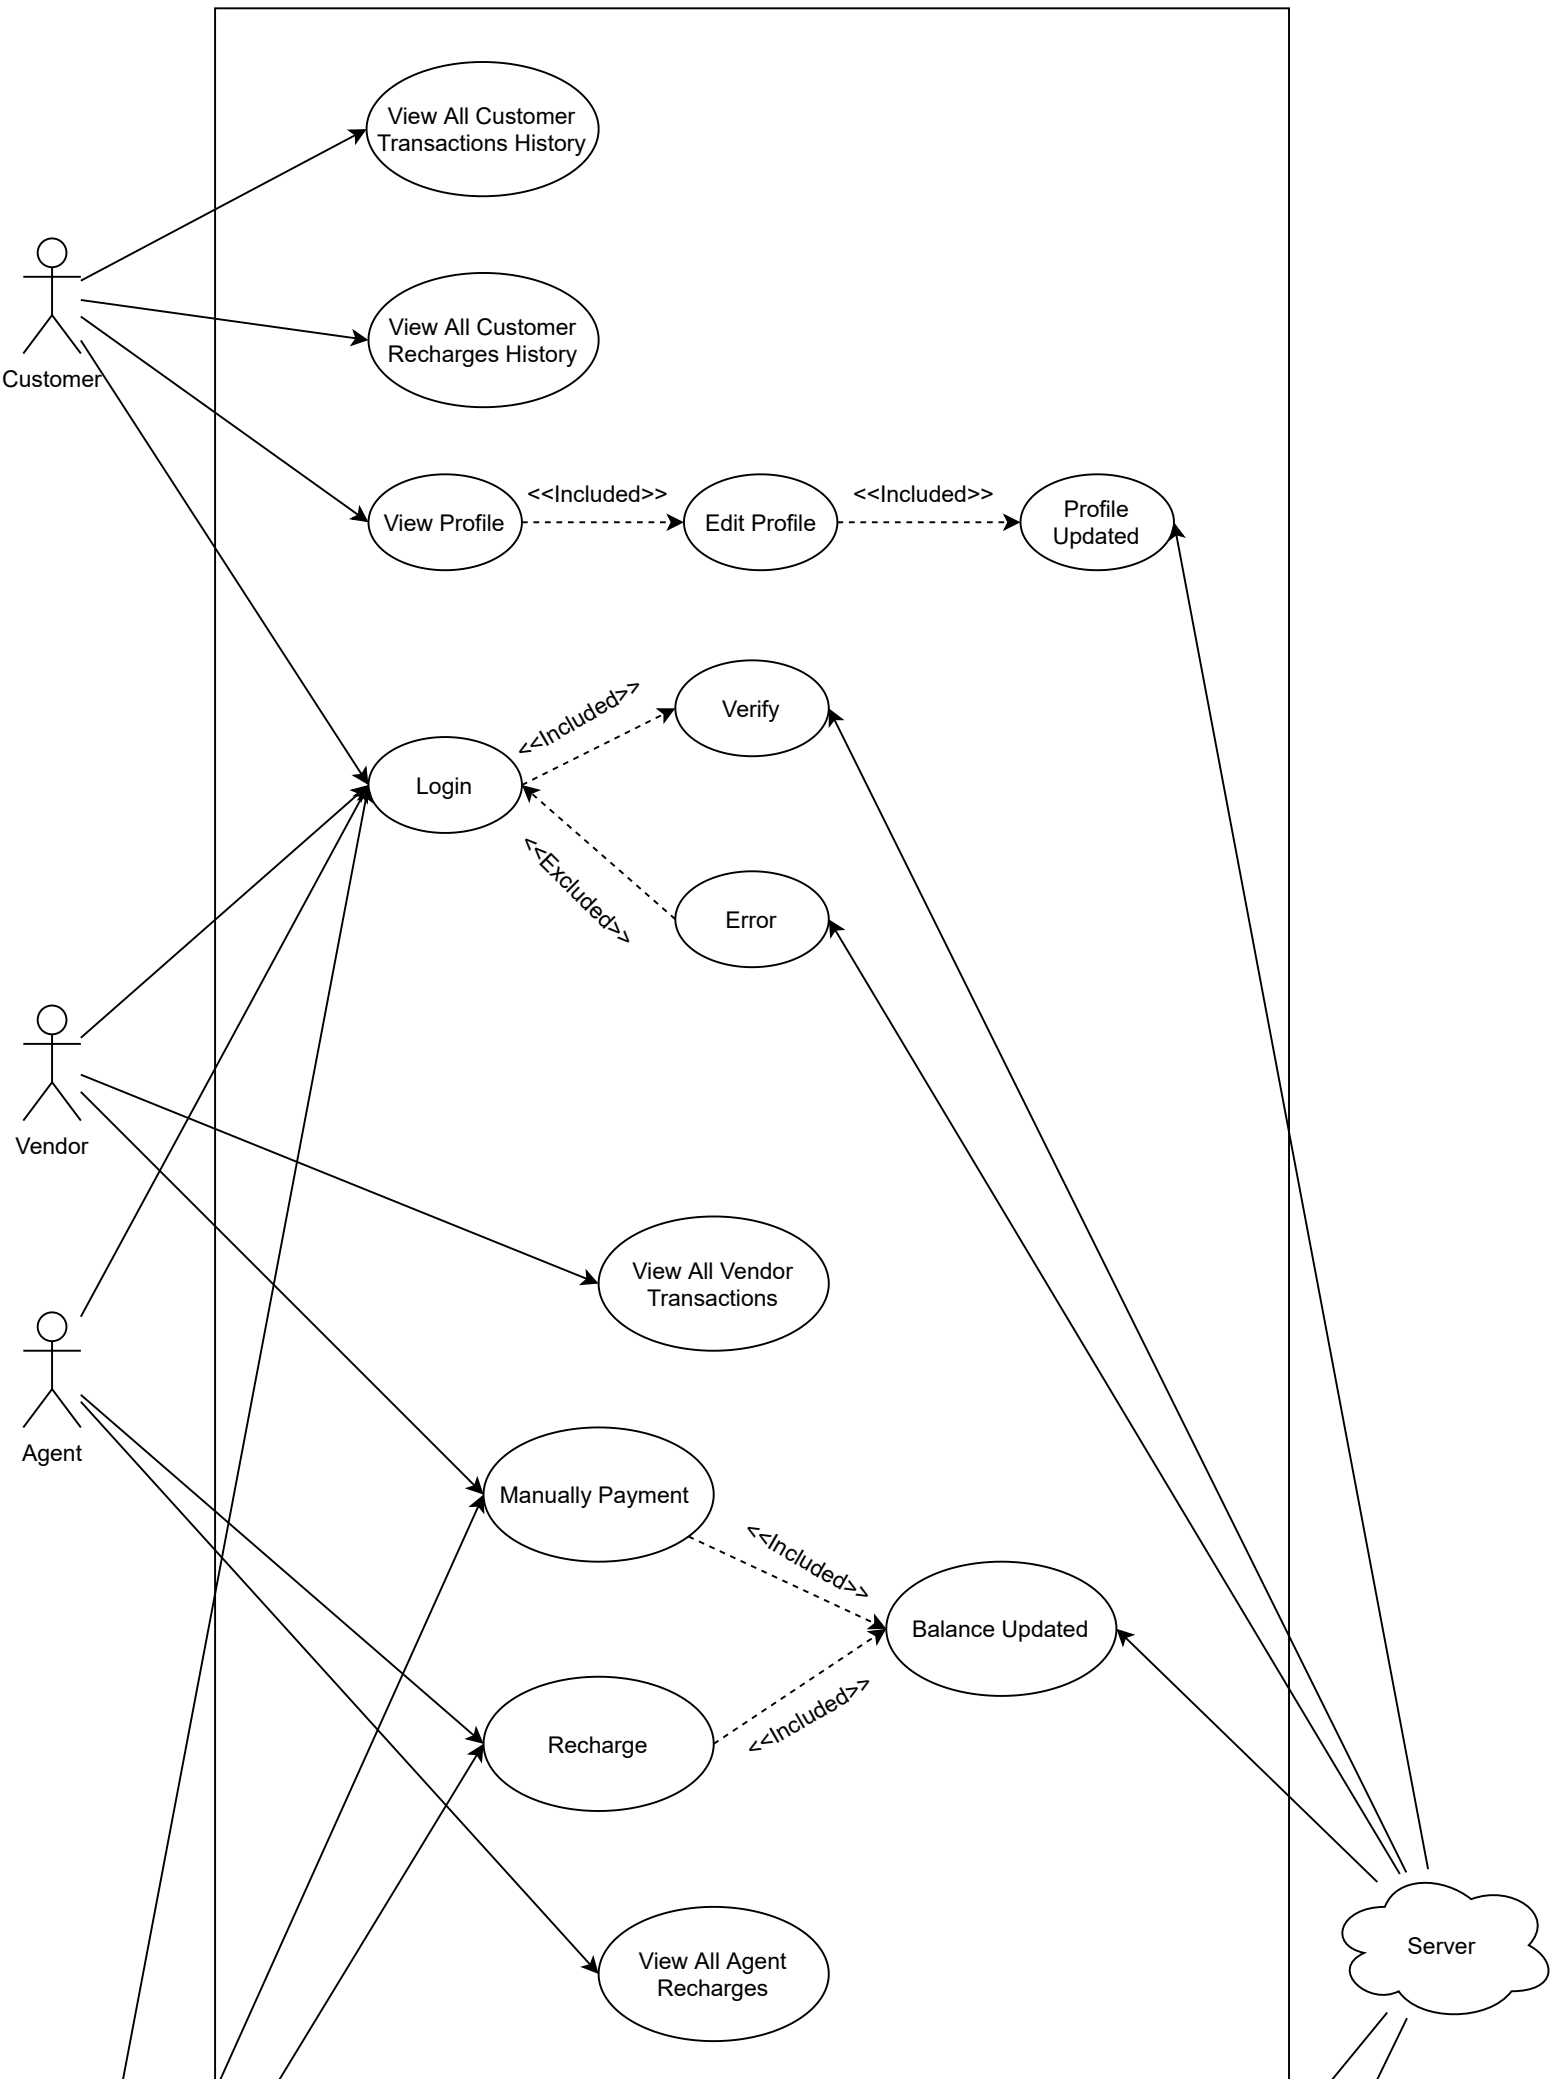 View All Customer
Transactions History
Customer
View All Customer
Recharges History
View Profile
<<Included>>
Edit Profile
<<Included>>
Profile
Updated
Login
<<Included>>
Verify
<<Excluded>>
Error
Vendor
View All Vendor
Transactions
Agent
Manually Payment
<<Included>>
Balance Updated
Recharge
<<Included>>
View All Agent
Recharges
Server